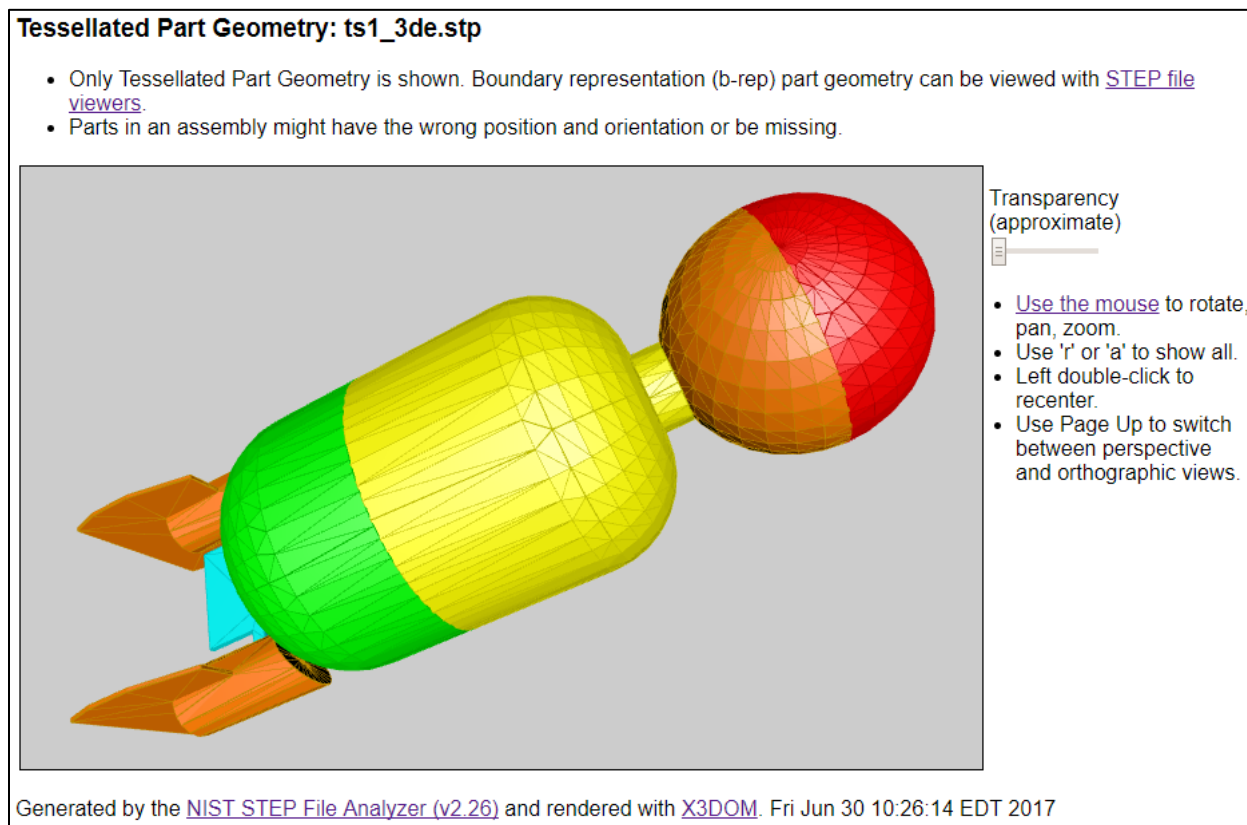 Tessellated Part Geometry: ts1_3de.stp
• Only Tessellated Part Geometry is shown. Boundary representation (b-rep) part geometry can be viewed with STEP file
viewers.
• Parts in an assembly might have the wrong position and orientation or be missing.
Transparency
(approximate)
• Use the mouse to rotate,
pan, zoom.
• Use 'r' or 'a' to show all.
• Left double-click to
recenter.
• Use Page Up to switch
between perspective
and orthographic views.
Generated by the NIST STEP File Analyzer (v2.26) and rendered with X3DOM. Fri Jun 30 10:26:14 EDT 2017